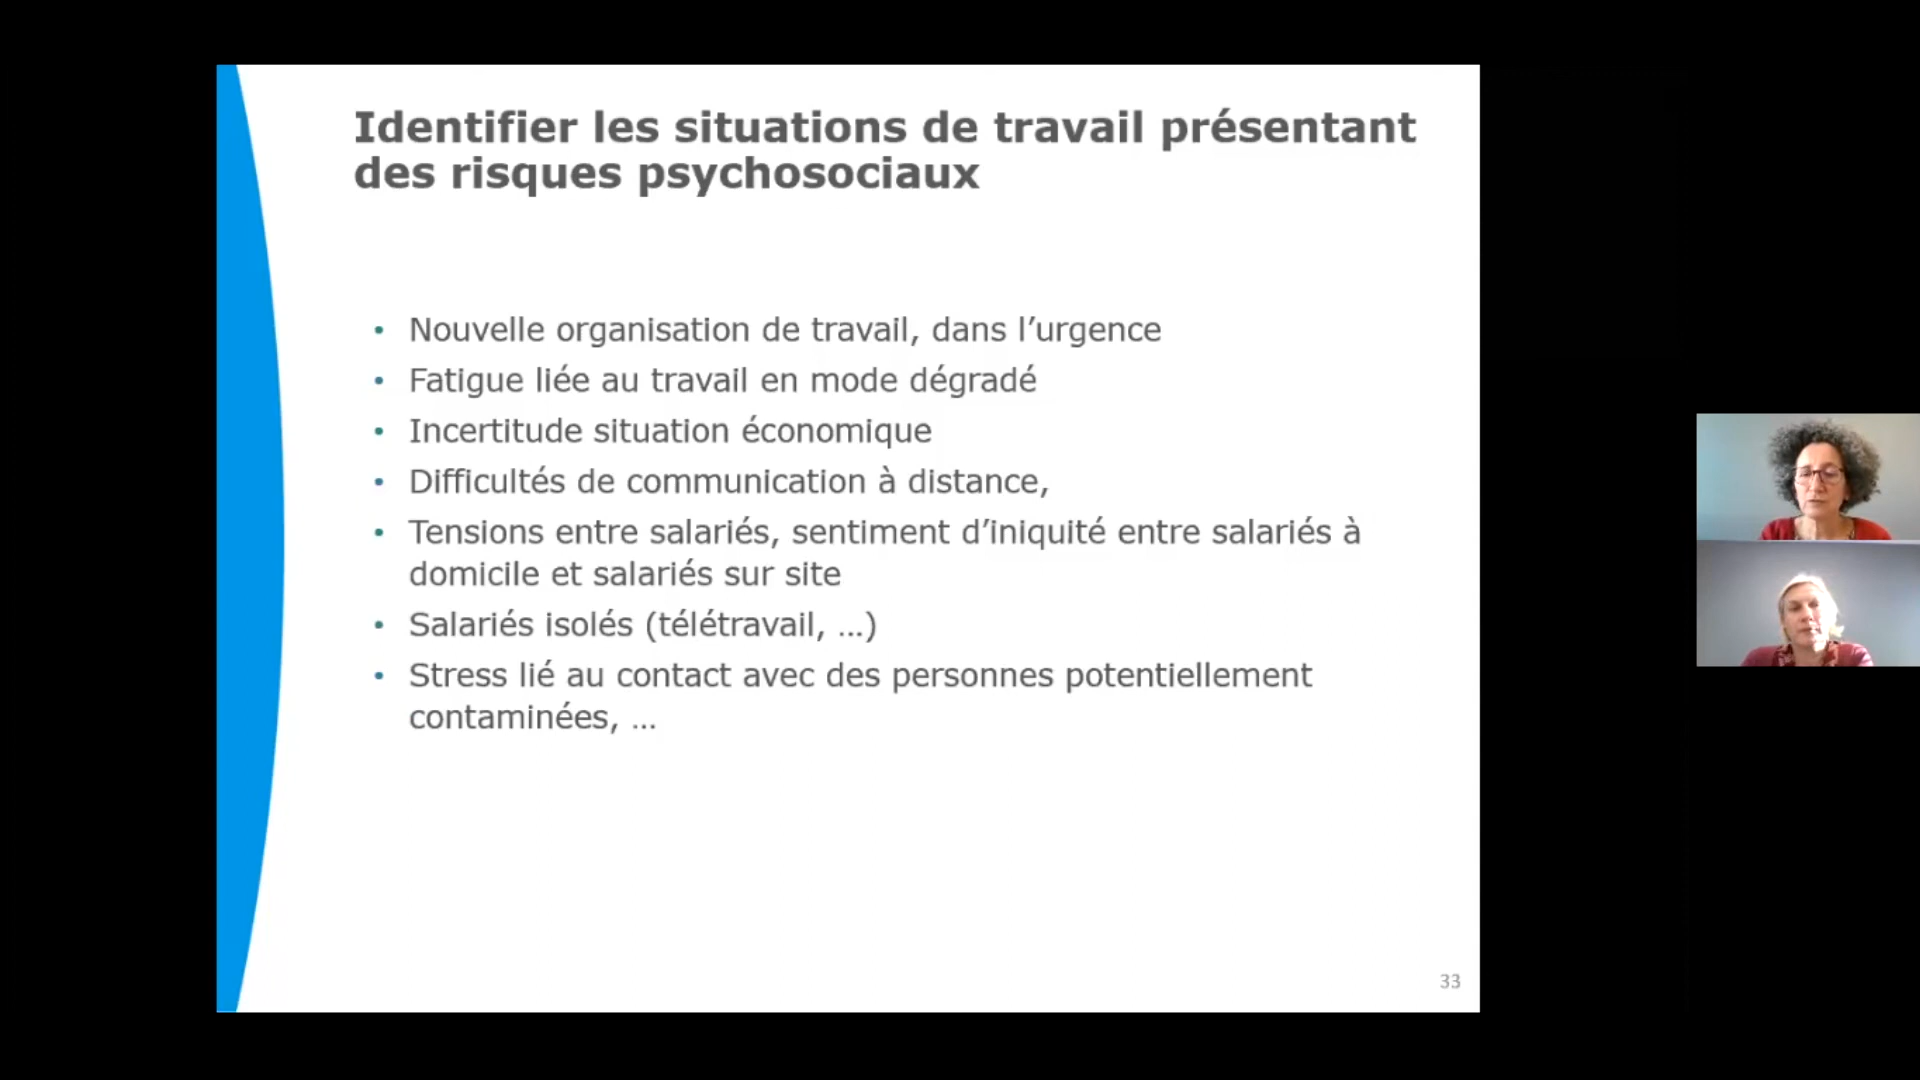 Identifier les situations de travail présentant
des risques psychosociaux
• Nouvelle organisation de travail, dans l’urgence
• Fatigue liée au travail en mode dégradé
• Incertitude situation économique
• Difficultés de communication à distance,
• Tensions entre salariés, sentiment d’iniquité entre salariés à
domicile et salariés sur site
• Salariés isolés (télétravail, …)
• Stress lié au contact avec des personnes potentiellement
contaminées, …
33